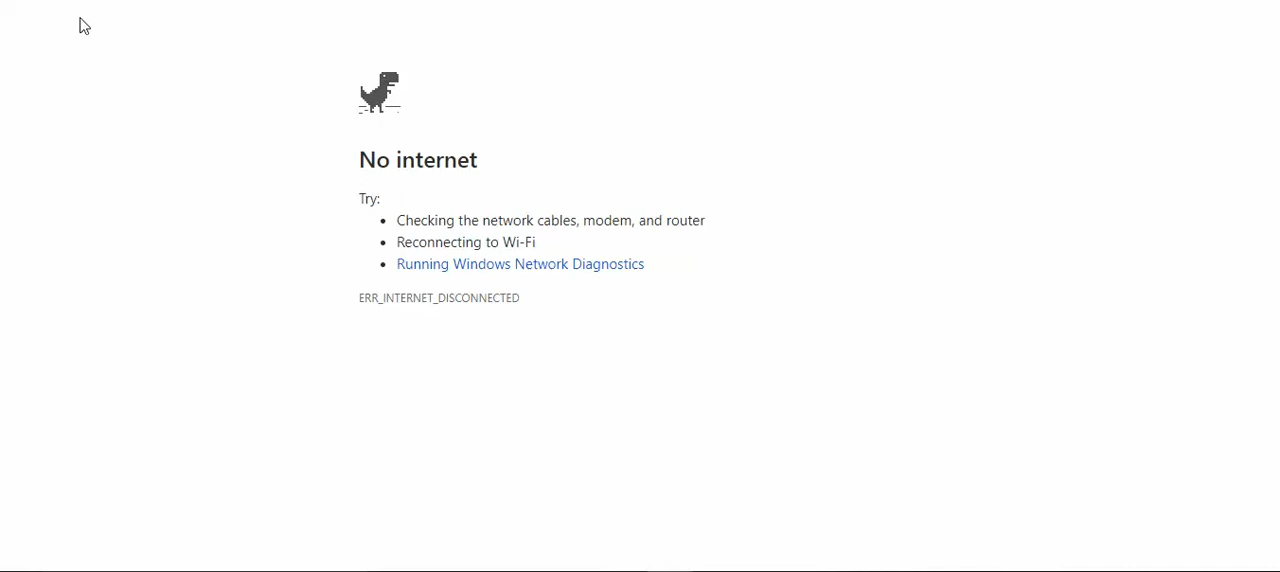 No internet
Try:
Checking the network cables, modem, and router
Reconnecting to Wi-Fi
Running Windows Network Diagnostics
ERR_INTERNET_DISCONNECTED